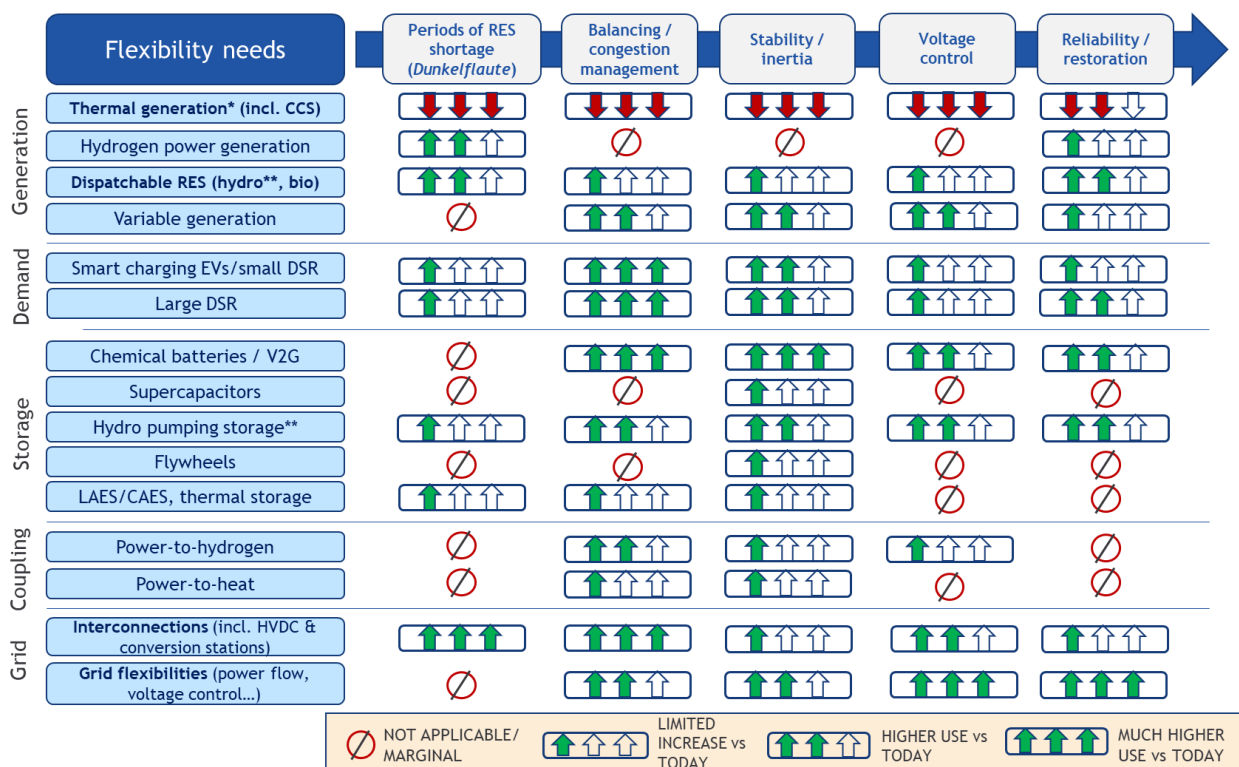 Flexibility needs
Periods of RES
shortage
(Dunkelflaute)
Balancing /
congestion
management
Stability /
inertia
Voltage
control
Reliability /
restoration
Generation
Thermal generation* (incl. CCS)
Hydrogen power generation
Dispatchable RES (hydro**, bio)
Variable generation
Demand
Smart charging EVs/small DSR
Large DSR
Storage
Chemical batteries / V2G
Supercapacitors
Hydro pumping storage**
Flywheels
LAES/CAES, thermal storage
Coupling
Power-to-hydrogen
Power-to-heat
Grid
Interconnections (incl. HVDC &
conversion stations)
Grid flexibilities (power flow,
voltage control...)
NOT APPLICABLE/
MARGINAL
LIMITED
INCREASE vs
TODAY
HIGHER USE vs
TODAY
MUCH HIGHER
USE vs TODAY